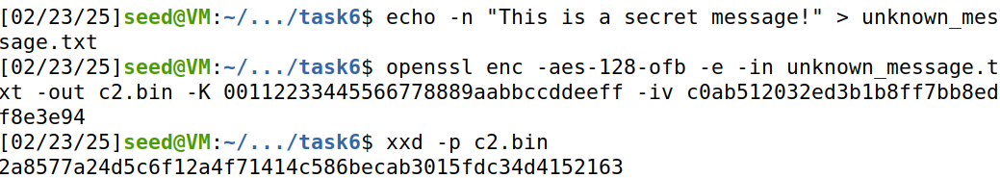 [02/23/25]seed@VM:~/.../task6$ echo -n "This is a secret message!" > unknown_mes
sage.txt
[02/23/25]seed@VM:~/.../task6$ openssl enc -aes-128-ofb -e -in unknown_message.t
xt -out c2.bin -K 00112233445566778889aabbccddeeff -iv c0ab512032ed3b1b8ff7bb8ed
f8e3e94
[02/23/25]seed@VM:~/.../task6$ xxd -p c2.bin
2a8577a24d5c6f12a4f71414c586becab3015fdc34d4152163